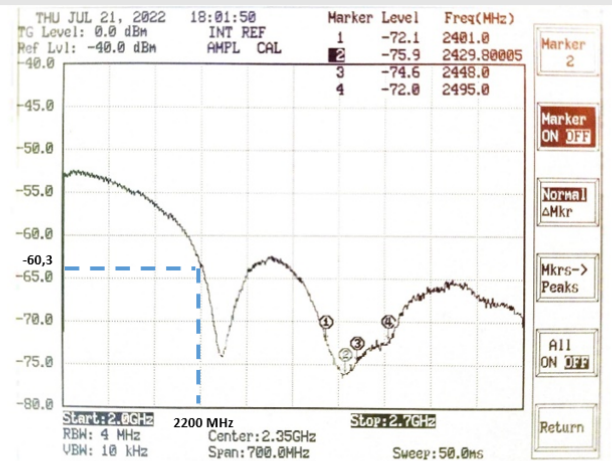 THU JUL 21, 2022 18:01:50 Marker Level Freq(MHz)
TG Level: 0.0 dBm INT REF 1 -72.1 2401.0
Ref Lvl: -40.0 dBm AMPL CAL 2 -75.9 2429.80005
3 -74.6 2448.0
4 -72.0 2495.0
-40.0
-45.0
-50.0
-55.0
-60.0
-60,3
-65.0
-70.0
-75.0
-80.0
1
2
3
4
Start:2.0GHz 2200 MHz Stop:2.7GHz
RBW: 4 MHz Center:2.35GHz
VBW: 10 kHz Span:700.0MHz Sweep:50.0ms
Marker
2
Marker
ON OFF
Normal
ΔMkr
Mkrs->
Peaks
All
ON OFF
Return